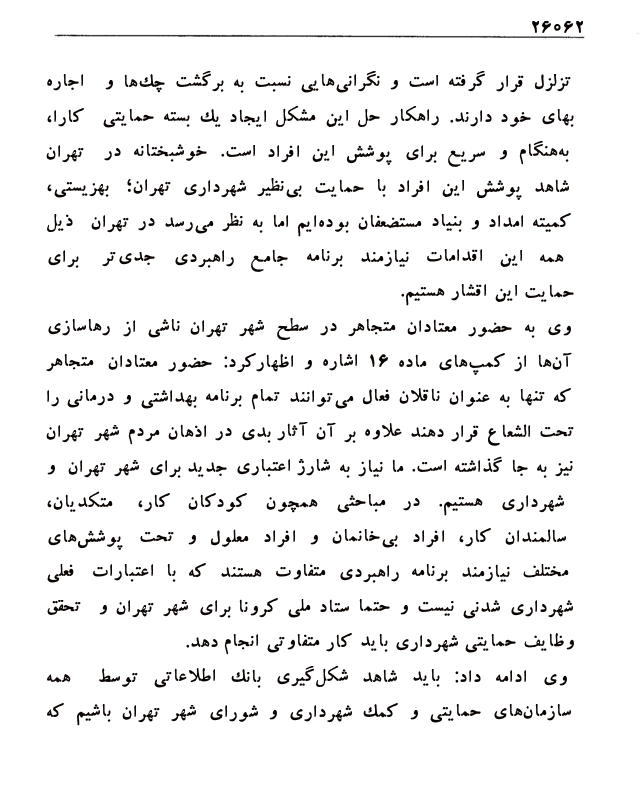 ۲۶۰۶۲
تزلزل قرار گرفته است و نگرانی‌هایی نسبت به برگشت چك‌ها و اجاره
بهای خود دارند. راهکار حل این مشکل ایجاد یك بسته حمایتی کارا،
به‌هنگام و سریع برای پوشش این افراد است. خوشبختانه در تهران
شاهد پوشش این افراد با حمایت بی‌نظیر شهرداری تهران؛ بهزیستی،
کمیته امداد و بنیاد مستضعفان بوده‌ایم اما به نظر می‌رسد در تهران ذیل
همه این اقدامات نیازمند برنامه جامع راهبردی جدی‌تر برای
حمایت این اقشار هستیم.
وی به حضور معتادان متجاهر در سطح شهر تهران ناشی از رهاسازی
آن‌ها از کمپ‌های ماده ۱۶ اشاره و اظهارکرد: حضور معتادان متجاهر
که تنها به عنوان ناقلان فعال می‌توانند تمام برنامه بهداشتی و درمانی را
تحت الشعاع قرار دهند علاوه بر آن آثار بدی در اذهان مردم شهر تهران
نیز به جا گذاشته است. ما نیاز به شارژ اعتباری جدید برای شهر تهران و
شهرداری هستیم. در مباحثی همچون کودکان کار، متکدیان،
سالمندان کار، افراد بی‌خانمان و افراد معلول و تحت پوشش‌های
مختلف نیازمند برنامه راهبردی متفاوت هستند که با اعتبارات فعلی
شهرداری شدنی نیست و حتما ستاد ملی کرونا برای شهر تهران و تحقق
وظایف حمایتی شهرداری باید کار متفاوتی انجام دهد.
وی ادامه داد: باید شاهد شکل‌گیری بانك اطلاعاتی توسط همه
سازمان‌های حمایتی و کمك شهرداری و شورای شهر تهران باشیم که